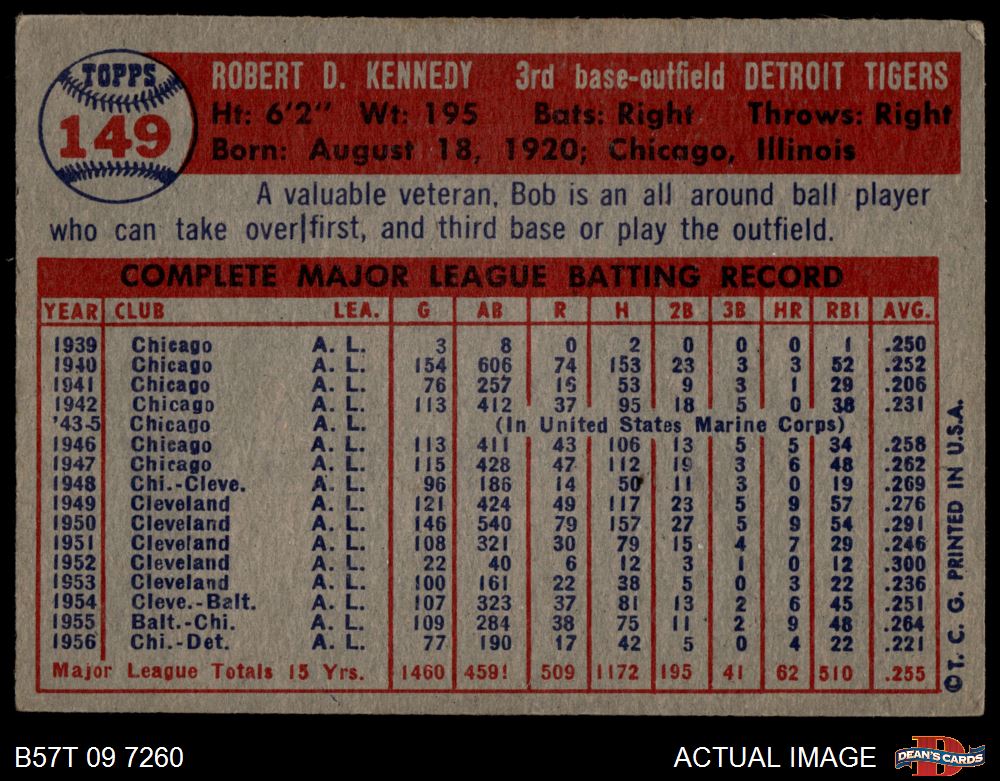 TOPPS
149
ROBERT D. KENNEDY 3rd base-outfield DETROIT TIGERS
Ht: 6'2" Wt: 195 Bats: Right Throws: Right
Born: August 18, 1920; Chicago, Illinois
A valuable veteran, Bob is an all around ball player
who can take over first, and third base or play the outfield.
COMPLETE MAJOR LEAGUE BATTING RECORD
YEAR CLUB LEA. G AB R H 2B 3B HR RBI AVG.
1939 Chicago A. L. 3 8 0 2 0 0 0 1 .250
1940 Chicago A. L. 154 606 74 153 23 3 3 52 .252
1941 Chicago A. L. 76 257 16 53 9 3 1 29 .206
1942 Chicago A. L. 113 412 37 95 18 5 0 38 .231
'43-5 Chicago A. L. (In United States Marine Corps)
1946 Chicago A. L. 113 411 43 106 13 5 5 34 .258
1947 Chicago A. L. 115 428 47 112 19 3 6 48 .262
1948 Chi.-Cleve. A. L. 96 186 14 50 11 3 0 19 .269
1949 Cleveland A. L. 121 424 49 117 23 5 9 57 .276
1950 Cleveland A. L. 146 540 79 157 27 5 9 54 .291
1951 Cleveland A. L. 108 321 30 79 15 4 7 29 .246
1952 Cleveland A. L. 22 40 6 12 3 1 0 12 .300
1953 Cleveland A. L. 100 161 22 38 5 0 3 22 .236
1954 Cleve.-Balt. A. L. 107 323 37 81 13 2 6 45 .251
1955 Balt.-Chi. A. L. 109 284 38 75 11 2 9 48 .264
1956 Chi.-Det. A. L. 77 190 17 42 5 0 4 22 .221
Major League Totals 15 Yrs. 1460 4591 509 1172 195 41 62 510 .255
©T. C. G. PRINTED IN U.S.A.
B57T 09 7260 ACTUAL IMAGE
D
DEAN'S CARDS